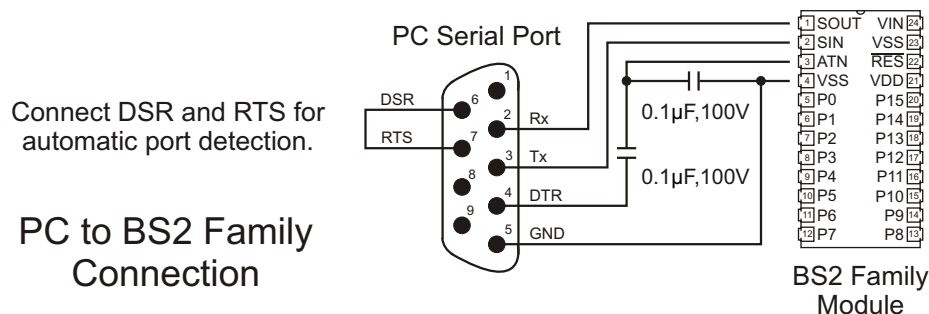 PC Serial Port
Connect DSR and RTS for
automatic port detection.
PC to BS2 Family
Connection
DSR
RTS
1
6
2
Rx
7
3
Tx
8
4
DTR
9
5
GND
0.1µF,100V
0.1µF,100V
1 SOUT VIN 24
2 SIN VSS 23
3 ATN RES 22
4 VSS VDD 21
5 P0 P15 20
6 P1 P14 19
7 P2 P13 18
8 P3 P12 17
9 P4 P11 16
10 P5 P10 15
11 P6 P9 14
12 P7 P8 13
BS2 Family
Module